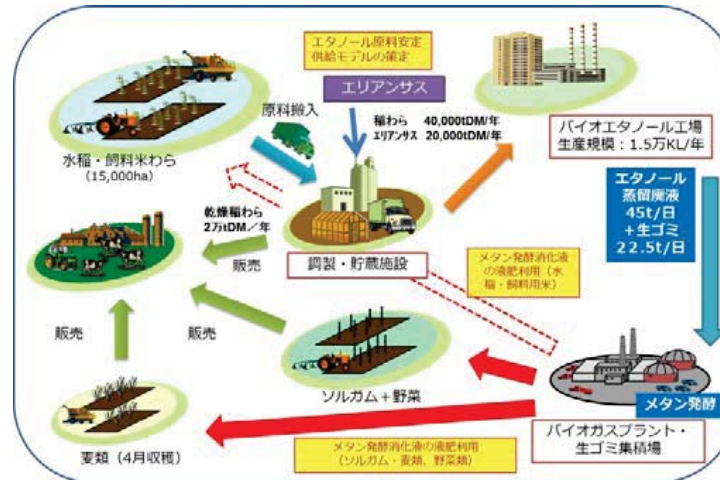 エタノール原料安定
供給モデルの策定
エリアンサス
原料搬入
稲わら 40,000tDM/年
エリアンサス 20,000tDM/年
水稲・飼料米わら
(15,000ha)
バイオエタノール工場
生産規模：1.5万KL/年
エタノール
蒸留廃液
45t/日
+生ゴミ
22.5t/日
乾燥稲わら
2万tDM／年
販売
調製・貯蔵施設
メタン発酵消化液
の液肥利用（水
稲・飼料用米）
販売
販売
ソルガム+野菜
メタン発酵
バイオガスプラント・
生ゴミ集積場
麦類（4月収穫）
メタン発酵消化液の液肥利用
（ソルガム・麦類、野菜類）